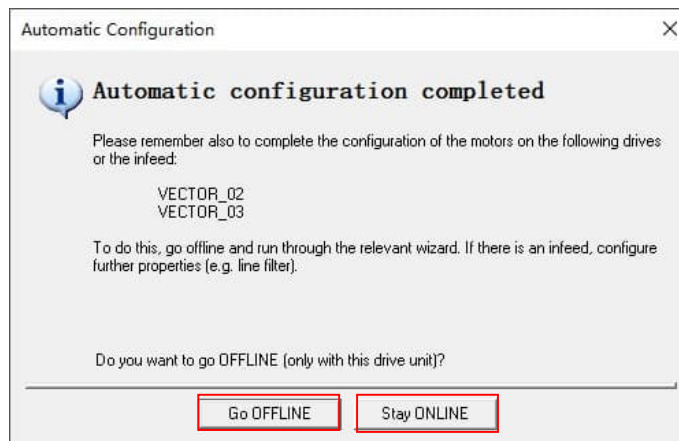 Automatic Configuration
Automatic configuration completed
Please remember also to complete the configuration of the motors on the following drives
or the infeed:
VECTOR_02
VECTOR_03
To do this, go offline and run through the relevant wizard. If there is an infeed, configure
further properties (e.g. line filter).
Do you want to go OFFLINE (only with this drive unit)?
Go OFFLINE
Stay ONLINE